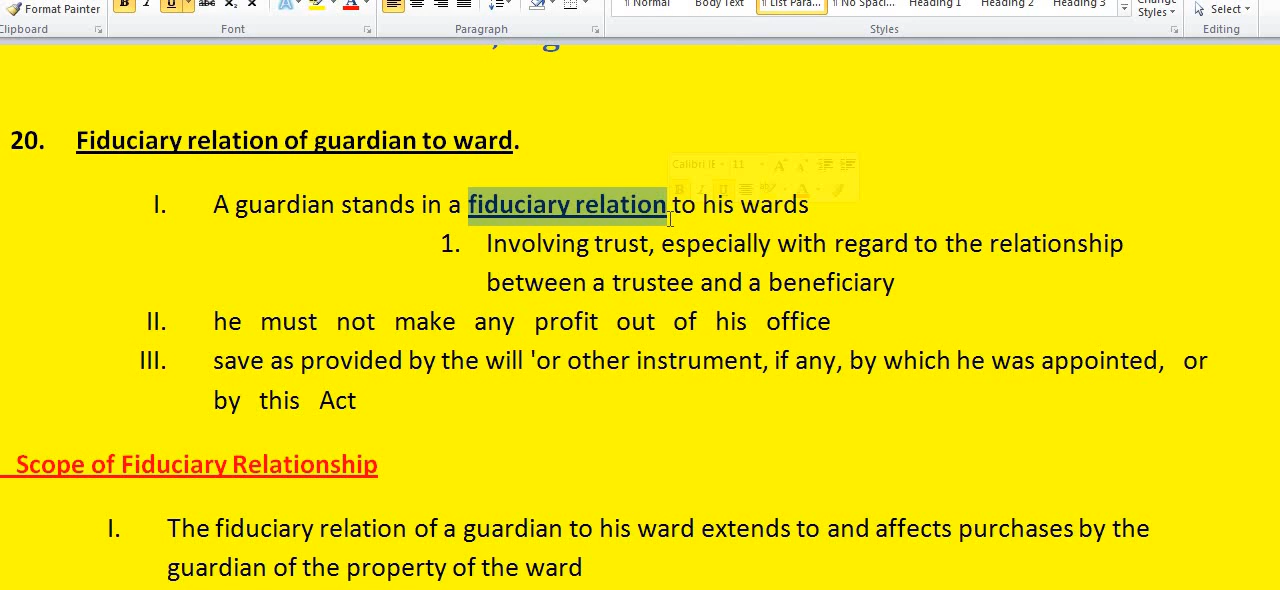 Format Painter B I U abc x₂ x A A Normal Body Text List Para... No Spaci... Heading 1 Heading 2 Heading 3 Change Styles Select
Clipboard Font Paragraph Styles Editing
20. Fiduciary relation of guardian to ward.
Calibri (E 11 A A
B I U A
I. A guardian stands in a fiduciary relation to his wards
1. Involving trust, especially with regard to the relationship
between a trustee and a beneficiary
II. he must not make any profit out of his office
III. save as provided by the will 'or other instrument, if any, by which he was appointed, or
by this Act
Scope of Fiduciary Relationship
I. The fiduciary relation of a guardian to his ward extends to and affects purchases by the
guardian of the property of the ward